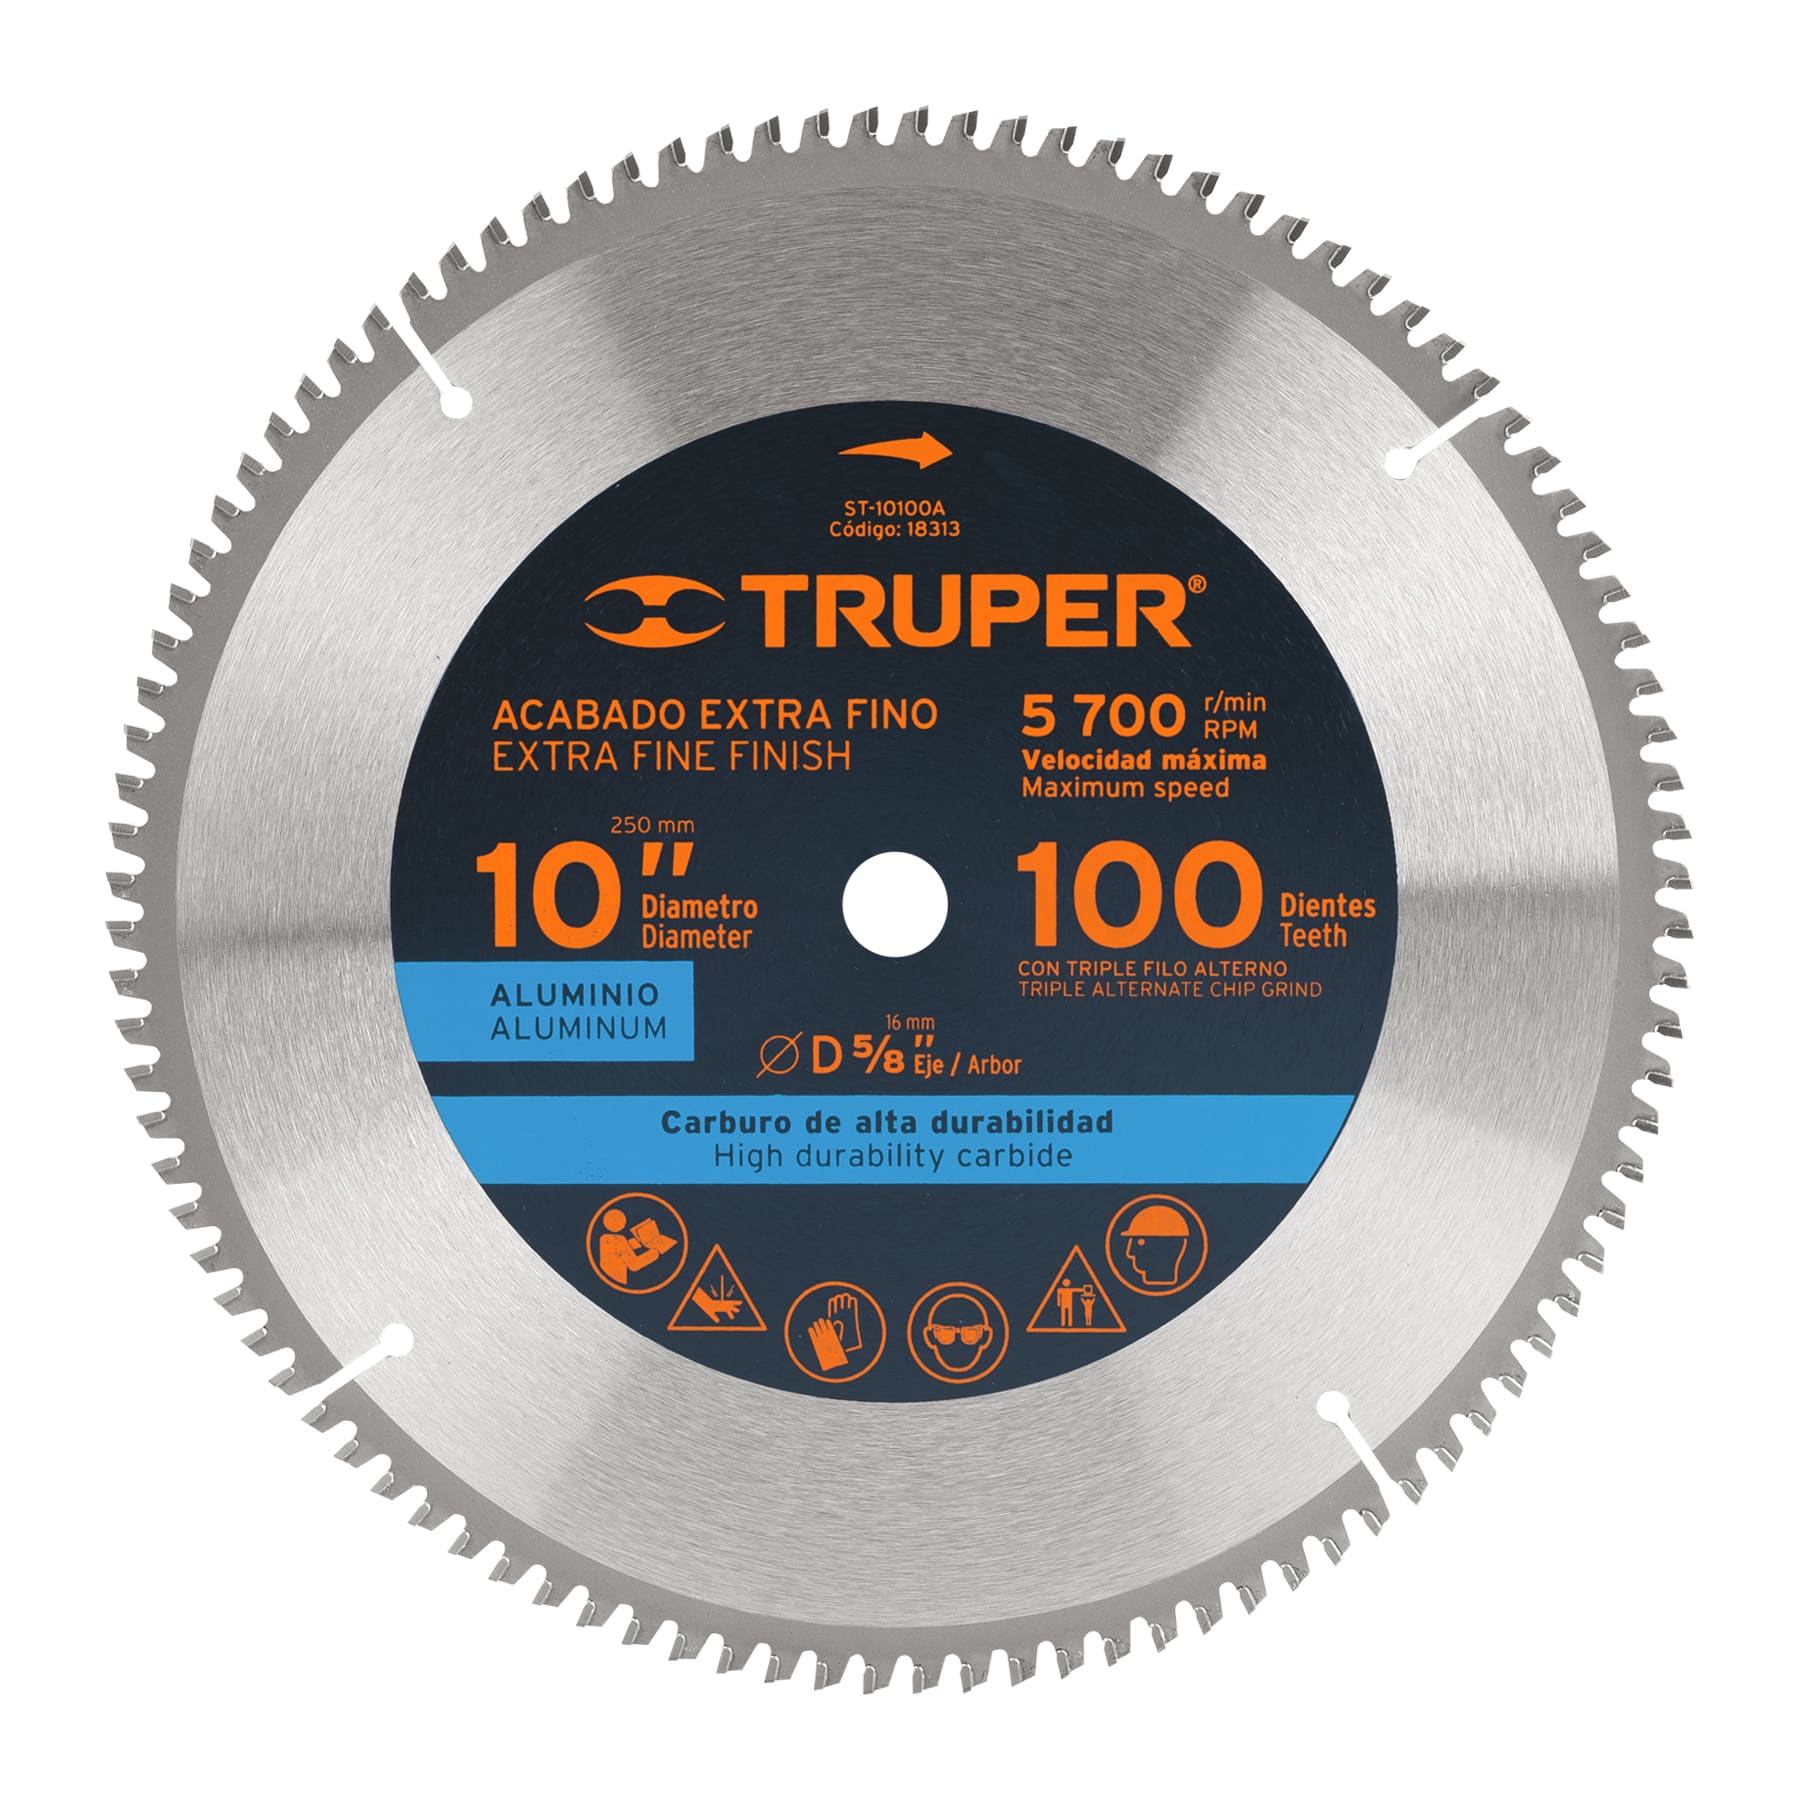 ST-10100A
Código: 18313
TRUPER®
ACABADO EXTRA FINO
EXTRA FINE FINISH
5 700 r/min
RPM
Velocidad máxima
Maximum speed
250 mm
10"
Diametro
Diameter
100 Dientes
Teeth
CON TRIPLE FILO ALTERNO
TRIPLE ALTERNATE CHIP GRIND
ALUMINIO
ALUMINUM
16 mm
Ø D 5/8" Eje / Arbor
Carburo de alta durabilidad
High durability carbide